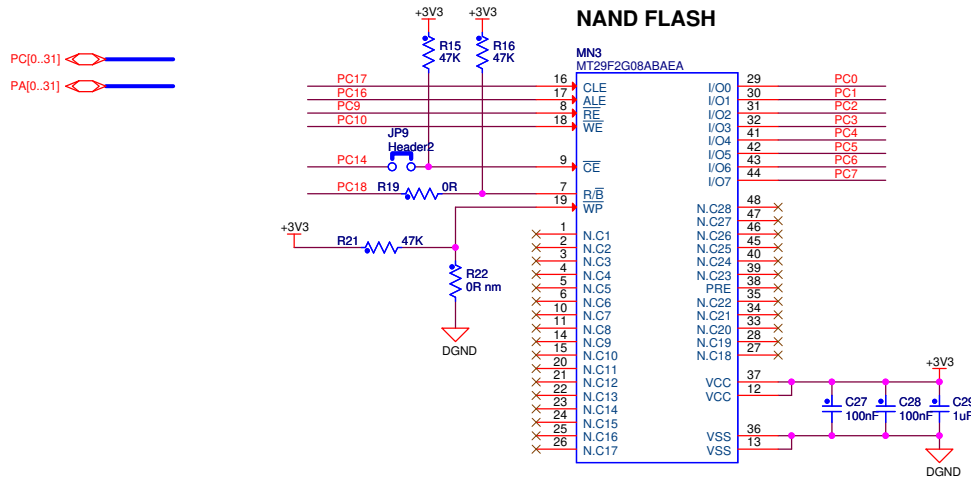 NAND FLASH
+3V3
+3V3
R15
47K
R16
47K
MN3
MT29F2G08ABAEA
PC[0..31]
PA[0..31]
PC17 16 CLE
PC16 17 ALE
PC9 8 RE
PC10 18 WE
JP9
Header2
PC14 9 CE
PC18 R19 0R 7 R/B
19 WP
+3V3
R21 47K
R22
0R nm
DGND
1 N.C1
2 N.C2
3 N.C3
4 N.C4
5 N.C5
6 N.C6
10 N.C7
11 N.C8
14 N.C9
15 N.C10
20 N.C11
21 N.C12
22 N.C13
23 N.C14
24 N.C15
25 N.C16
26 N.C17
I/O0 29 PC0
I/O1 30 PC1
I/O2 31 PC2
I/O3 32 PC3
I/O4 41 PC4
I/O5 42 PC5
I/O6 43 PC6
I/O7 44 PC7
N.C28 48
N.C27 47
N.C26 46
N.C25 45
N.C24 40
N.C23 39
PRE 38
N.C22 35
N.C21 34
N.C20 33
N.C19 28
N.C18 27
VCC 37
VCC 12
VSS 36
VSS 13
+3V3
C27
100nF
C28
100nF
C29
1uF
DGND